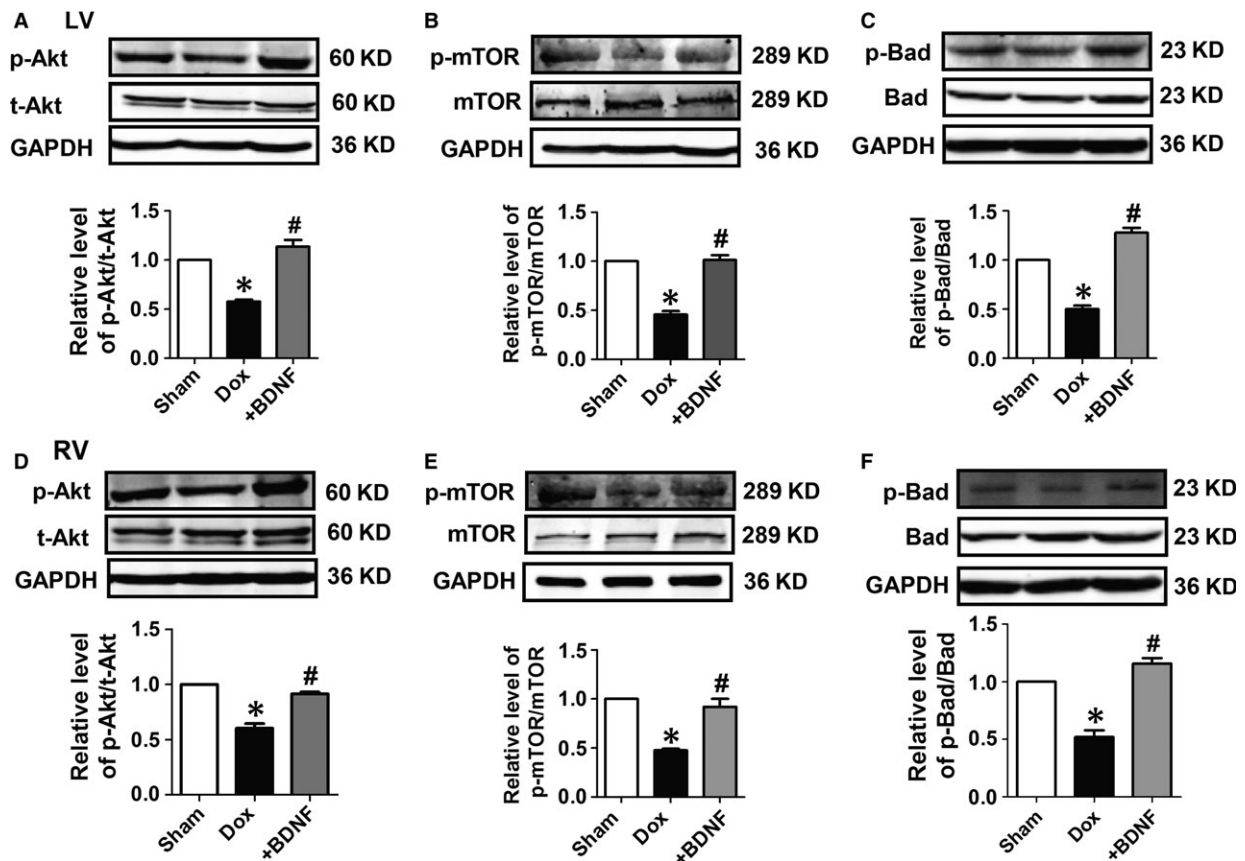 A LV
p-Akt 60 KD
t-Akt 60 KD
GAPDH 36 KD
Relative level
of p-Akt/t-Akt
1.5
1.0
0.5
0.0
*
#
Sham
Dox
+BDNF
B
p-mTOR 289 KD
mTOR 289 KD
GAPDH 36 KD
Relative level of
p-mTOR/mTOR
1.5
1.0
0.5
0.0
*
#
Sham
Dox
+BDNF
C
p-Bad 23 KD
Bad 23 KD
GAPDH 36 KD
Relative level
of p-Bad/Bad
1.5
1.0
0.5
0.0
*
#
Sham
Dox
+BDNF
D RV
p-Akt 60 KD
t-Akt 60 KD
GAPDH 36 KD
Relative level
of p-Akt/t-Akt
1.5
1.0
0.5
0.0
*
#
Sham
Dox
+BDNF
E
p-mTOR 289 KD
mTOR 289 KD
GAPDH 36 KD
Relative level of
p-mTOR/mTOR
1.5
1.0
0.5
0.0
*
#
Sham
Dox
+BDNF
F
p-Bad 23 KD
Bad 23 KD
GAPDH 36 KD
Relative level
of p-Bad/Bad
1.5
1.0
0.5
0.0
*
#
Sham
Dox
+BDNF